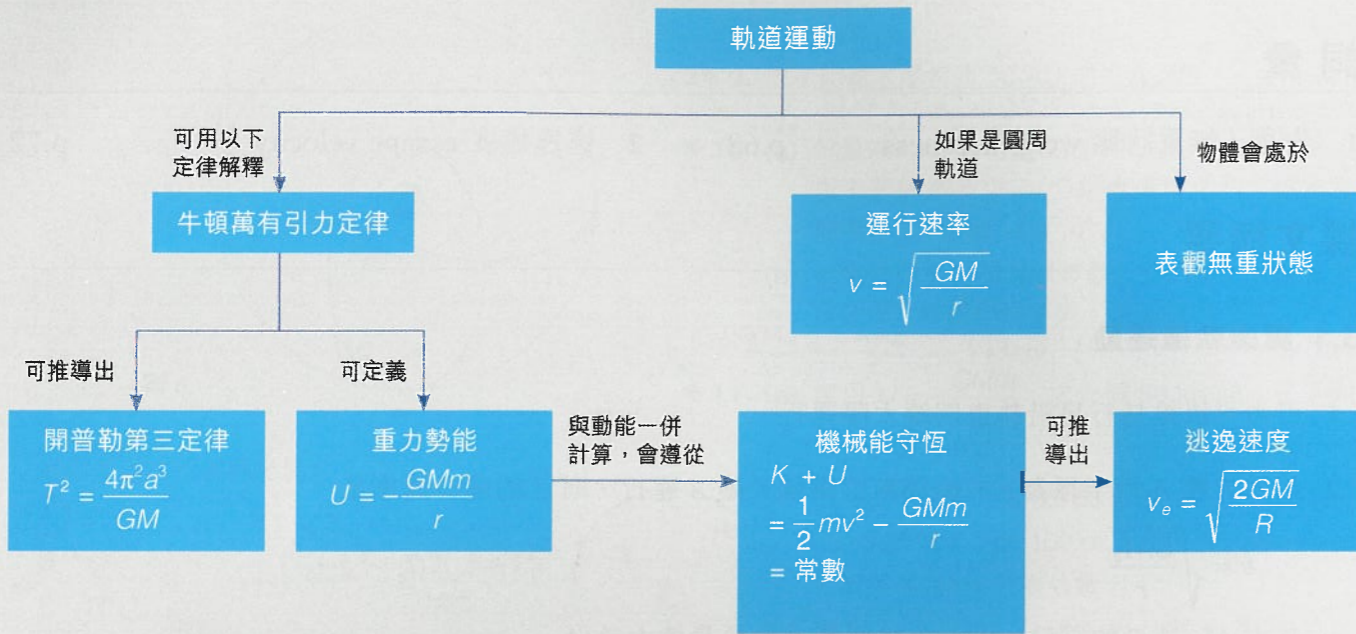 軌道運動
可用以下
定律解釋
如果是圓周
軌道
物體會處於
牛頓萬有引力定律
運行速率
v = √(GM/r)
表觀無重狀態
可推導出
可定義
開普勒第三定律
T² = 4π²a³/GM
重力勢能
U = −GMm/r
與動能一併
計算，會遵從
機械能守恆
K + U
= 1/2 mv² − GMm/r
= 常數
可推
導出
逃逸速度
vₑ = √(2GM/R)